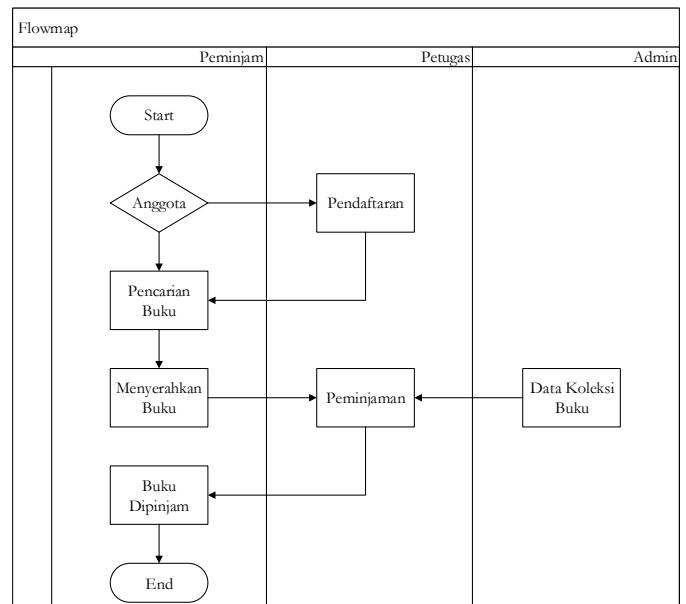 Flowmap
Peminjam
Petugas
Admin
Start
Anggota
Pendaftaran
Pencarian
Buku
Menyerahkan
Buku
Peminjaman
Data Koleksi
Buku
Buku
Dipinjam
End